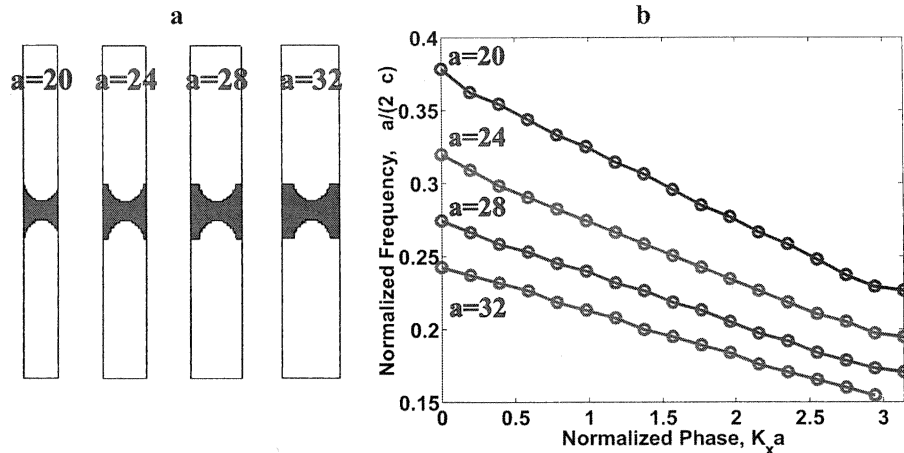 a
a=20 a=24 a=28 a=32
b
Normalized Frequency, a/(2 c)
0.4
0.35
0.3
0.25
0.2
0.15
a=20
a=24
a=28
a=32
0 0.5 1 1.5 2 2.5 3
Normalized Phase, Kxa